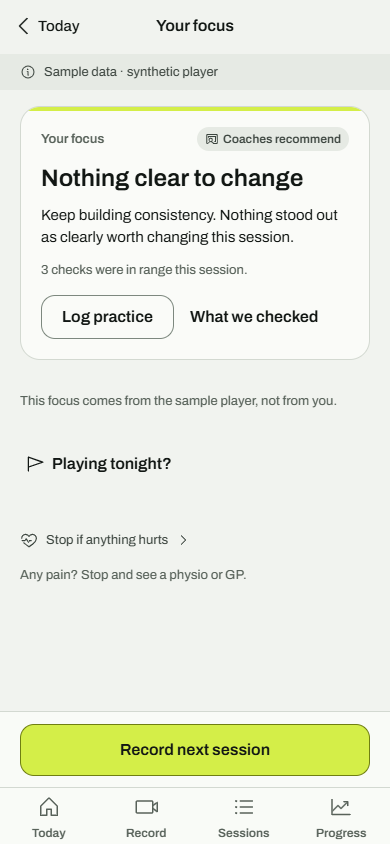 Today
Your focus
Sample data · synthetic player
Your focus
Coaches recommend
Nothing clear to change
Keep building consistency. Nothing stood out
as clearly worth changing this session.
3 checks were in range this session.
Log practice
What we checked
This focus comes from the sample player, not from you.
Playing tonight?
Stop if anything hurts
Any pain? Stop and see a physio or GP.
Record next session
Today
Record
Sessions
Progress